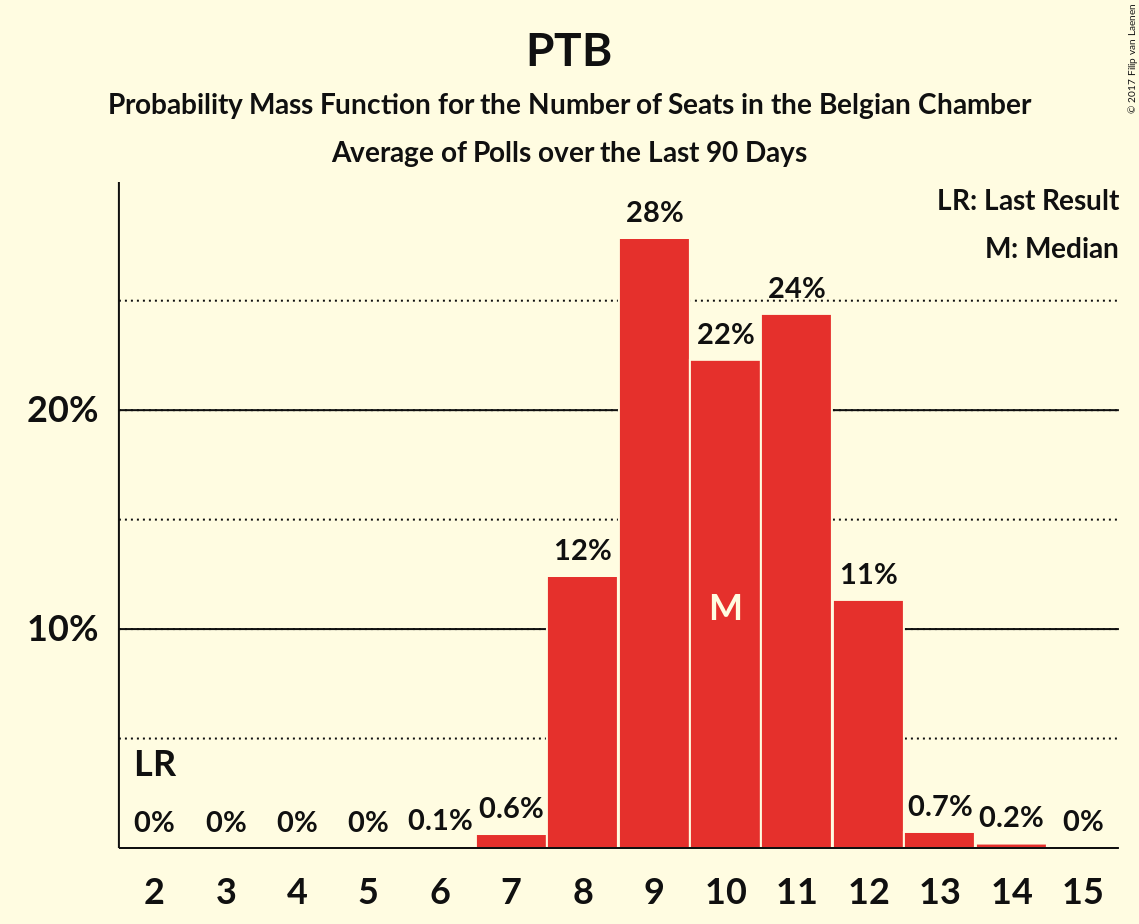 PTB
Probability Mass Function for the Number of Seats in the Belgian Chamber
Average of Polls over the Last 90 Days
© 2017 Filip van Laenen
LR: Last Result
M: Median
28%
24%
22%
20%
12%
11%
M
10%
LR
0% 0% 0% 0% 0.1% 0.6% 0.7% 0.2% 0%
2 3 4 5 6 7 8 9 10 11 12 13 14 15